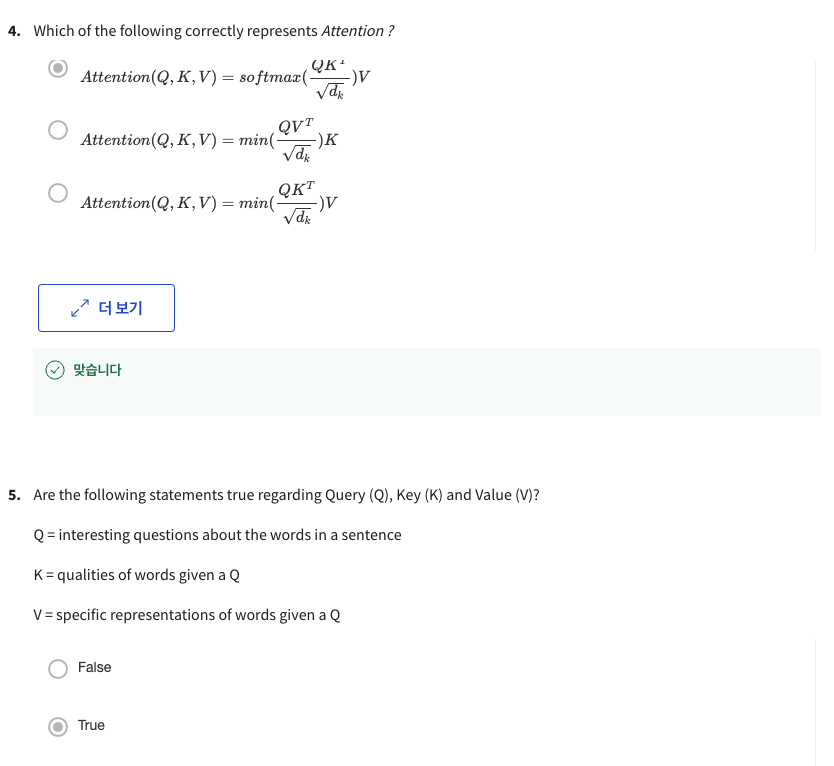 4. Which of the following correctly represents Attention ?
Attention(Q, K, V) = softmax(\frac{QK^T}{\sqrt{d_k}})V
Attention(Q, K, V) = min(\frac{QV^T}{\sqrt{d_k}})K
Attention(Q, K, V) = min(\frac{QK^T}{\sqrt{d_k}})V
더 보기
맞습니다
5. Are the following statements true regarding Query (Q), Key (K) and Value (V)?
Q = interesting questions about the words in a sentence
K = qualities of words given a Q
V = specific representations of words given a Q
False
True